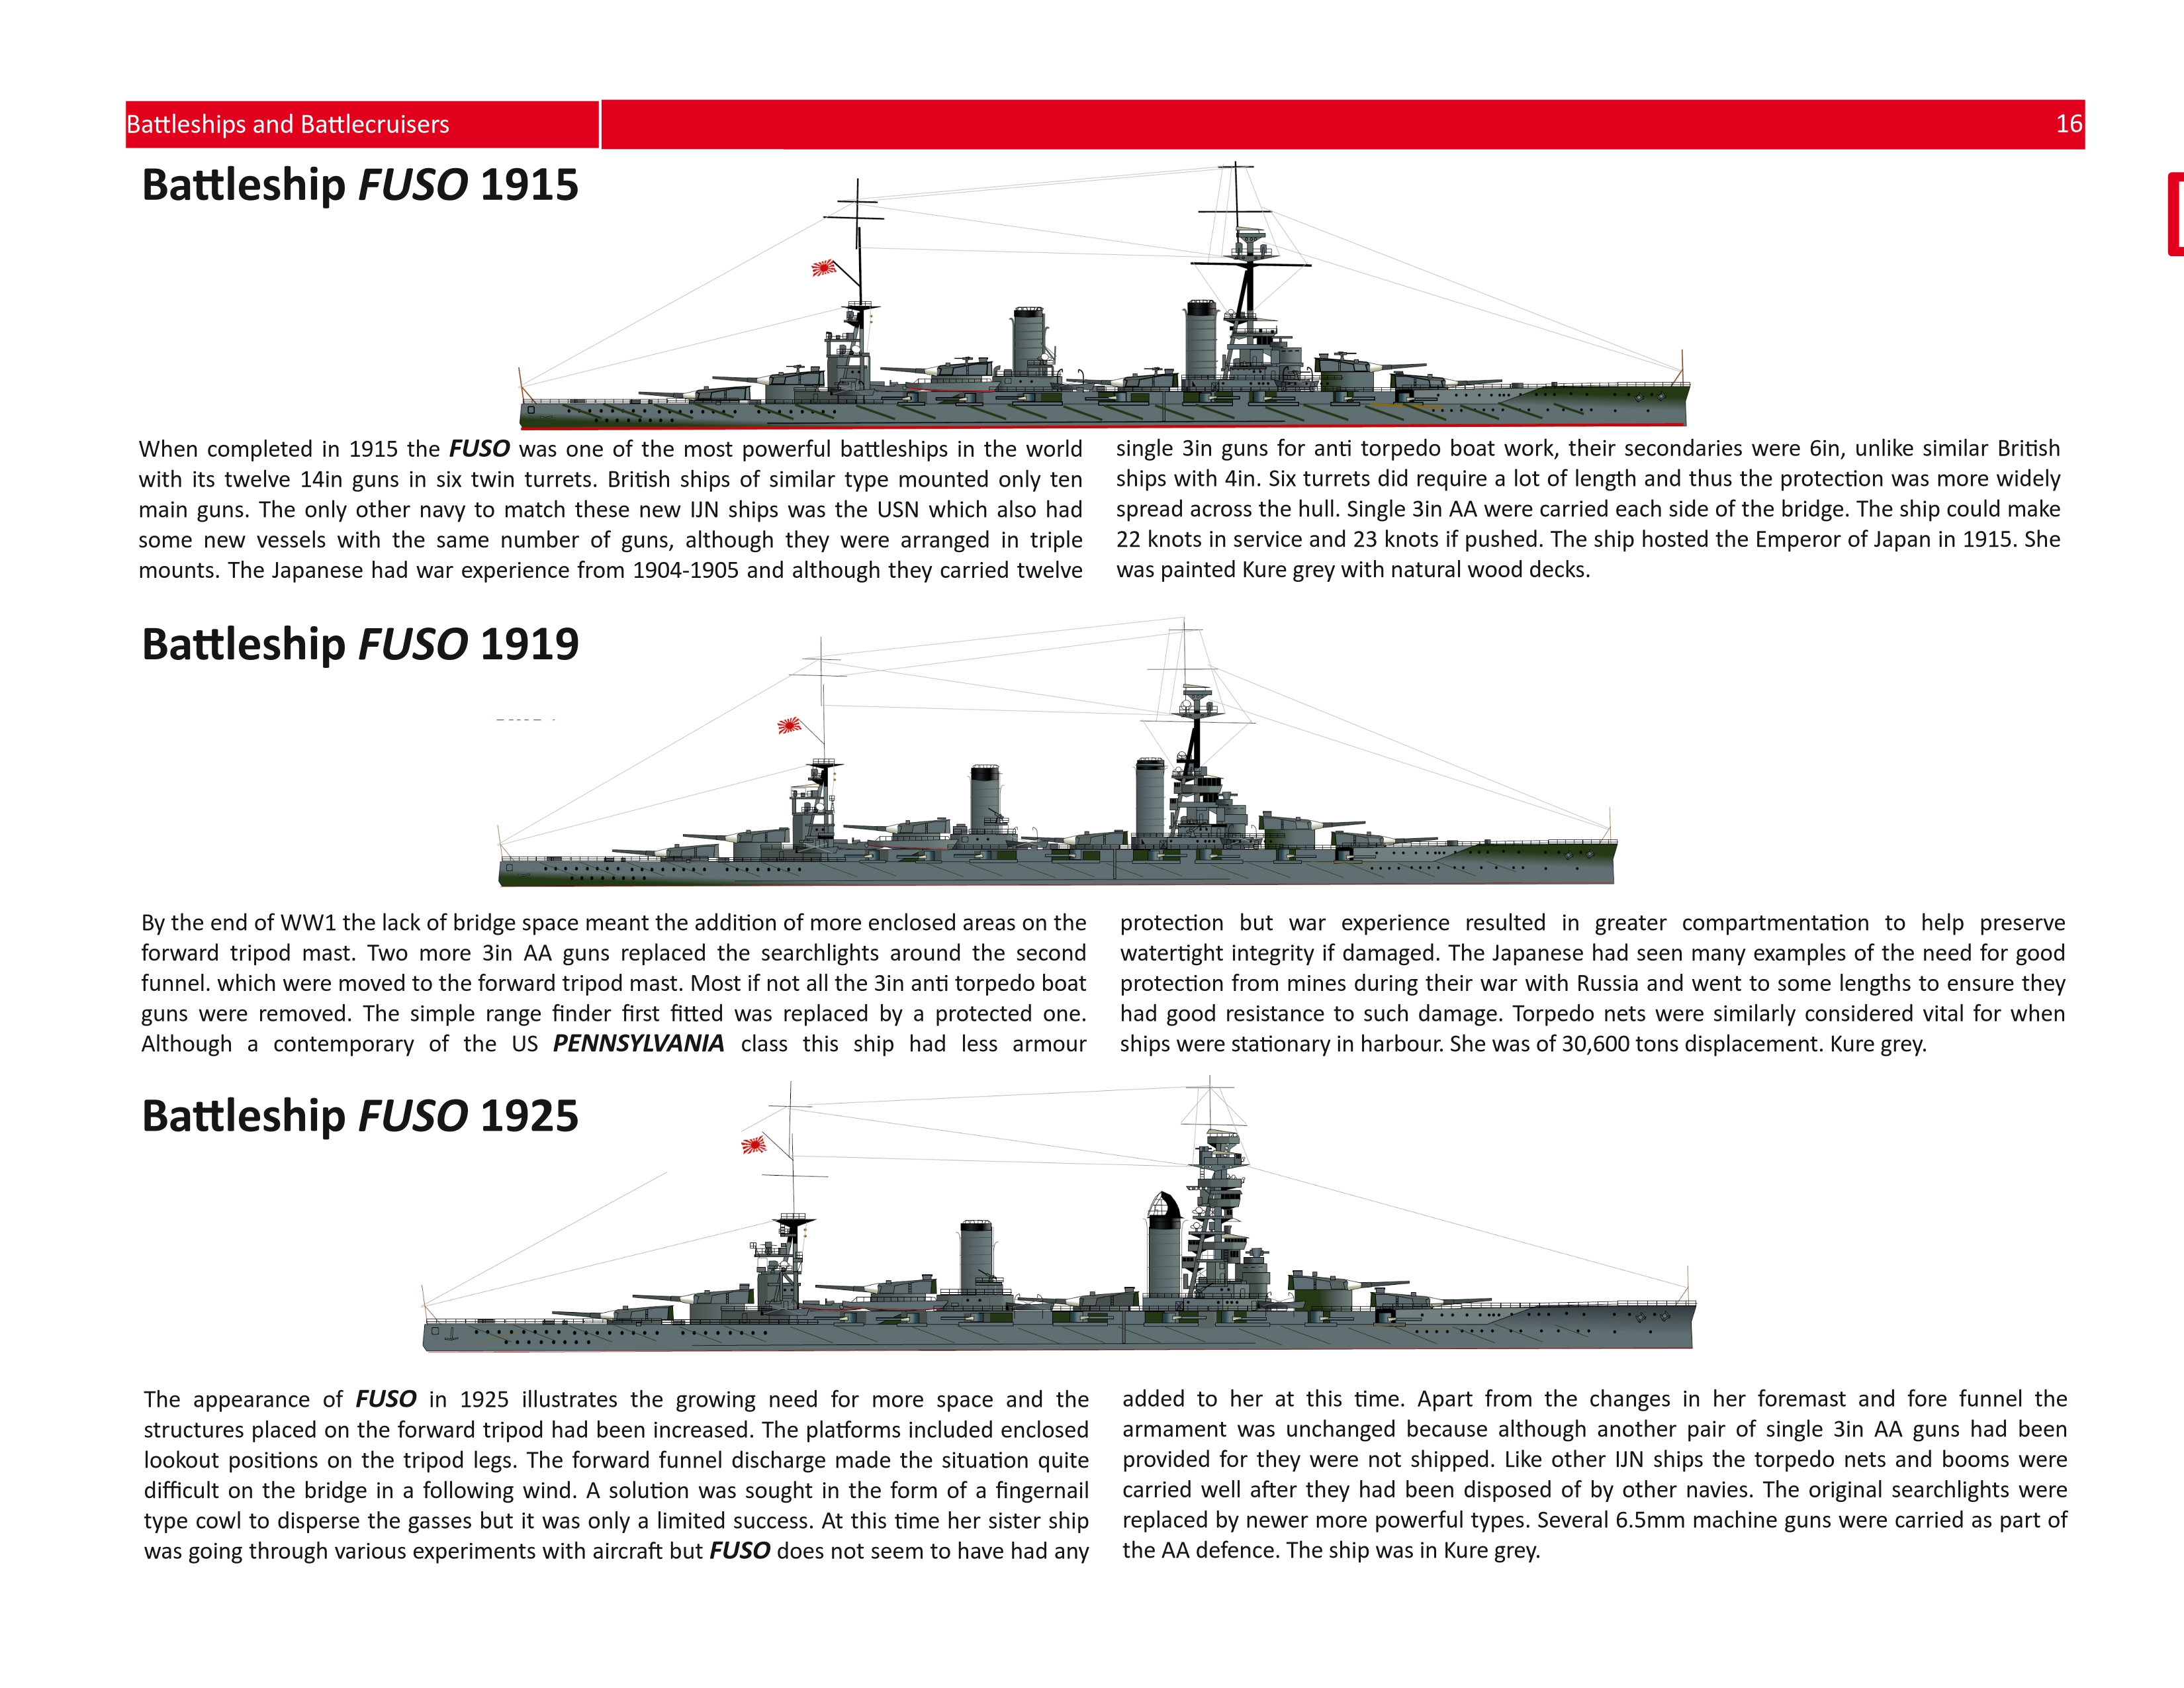 Battleships and Battlecruisers
16
Battleship FUSO 1915
When completed in 1915 the FUSO was one of the most powerful battleships in the world
with its twelve 14in guns in six twin turrets. British ships of similar type mounted only ten
main guns. The only other navy to match these new IJN ships was the USN which also had
some new vessels with the same number of guns, although they were arranged in triple
mounts. The Japanese had war experience from 1904-1905 and although they carried twelve
single 3in guns for anti torpedo boat work, their secondaries were 6in, unlike similar British
ships with 4in. Six turrets did require a lot of length and thus the protection was more widely
spread across the hull. Single 3in AA were carried each side of the bridge. The ship could make
22 knots in service and 23 knots if pushed. The ship hosted the Emperor of Japan in 1915. She
was painted Kure grey with natural wood decks.
Battleship FUSO 1919
By the end of WW1 the lack of bridge space meant the addition of more enclosed areas on the
forward tripod mast. Two more 3in AA guns replaced the searchlights around the second
funnel. which were moved to the forward tripod mast. Most if not all the 3in anti torpedo boat
guns were removed. The simple range finder first fitted was replaced by a protected one.
Although a contemporary of the US PENNSYLVANIA class this ship had less armour
protection but war experience resulted in greater compartmentation to help preserve
watertight integrity if damaged. The Japanese had seen many examples of the need for good
protection from mines during their war with Russia and went to some lengths to ensure they
had good resistance to such damage. Torpedo nets were similarly considered vital for when
ships were stationary in harbour. She was of 30,600 tons displacement. Kure grey.
Battleship FUSO 1925
The appearance of FUSO in 1925 illustrates the growing need for more space and the
structures placed on the forward tripod had been increased. The platforms included enclosed
lookout positions on the tripod legs. The forward funnel discharge made the situation quite
difficult on the bridge in a following wind. A solution was sought in the form of a fingernail
type cowl to disperse the gasses but it was only a limited success. At this time her sister ship
was going through various experiments with aircraft but FUSO does not seem to have had any
added to her at this time. Apart from the changes in her foremast and fore funnel the
armament was unchanged because although another pair of single 3in AA guns had been
provided for they were not shipped. Like other IJN ships the torpedo nets and booms were
carried well after they had been disposed of by other navies. The original searchlights were
replaced by newer more powerful types. Several 6.5mm machine guns were carried as part of
the AA defence. The ship was in Kure grey.